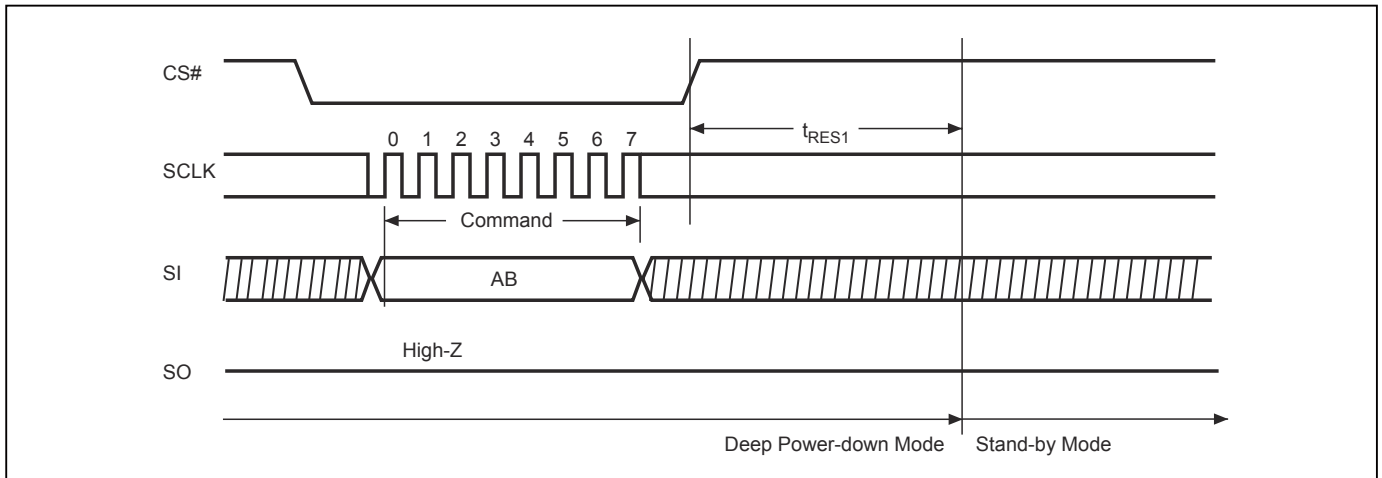 CS#
tRES1
0 1 2 3 4 5 6 7
SCLK
Command
SI
AB
High-Z
SO
Deep Power-down Mode Stand-by Mode